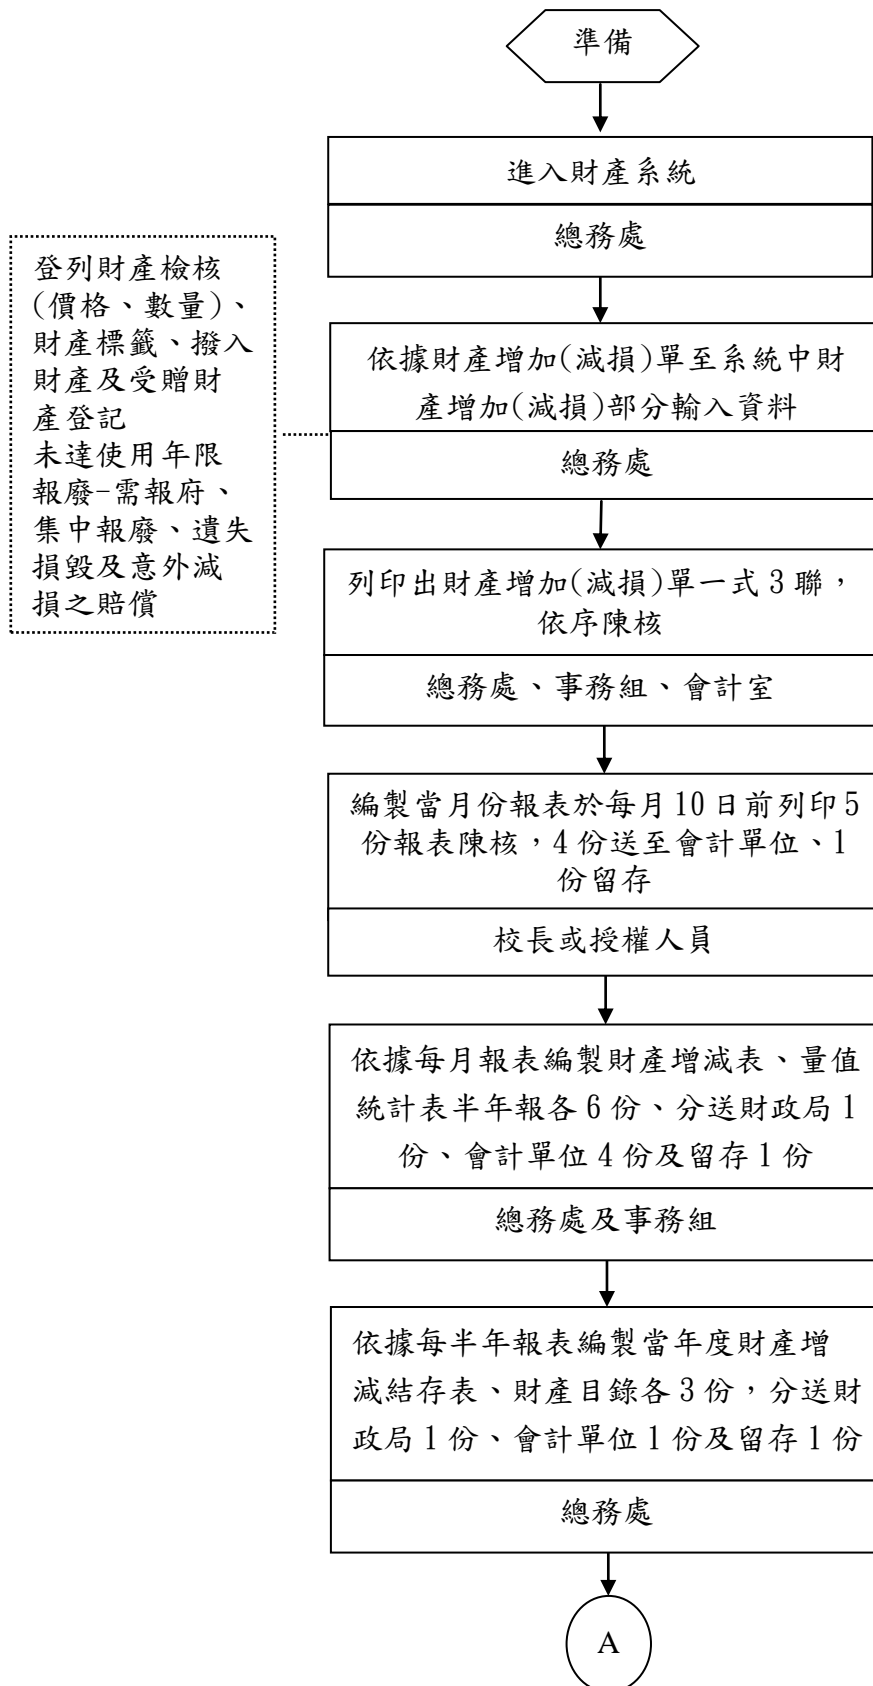 準備
進入財產系統
總務處
登列財產檢核
(價格、數量)、
財產標籤、撥入
財產及受贈財
產登記
未達使用年限
報廢-需報府、
集中報廢、遺失
損毀及意外減
損之賠償
依據財產增加(減損)單至系統中財
產增加(減損)部分輸入資料
總務處
列印出財產增加(減損)單一式 3 聯，
依序陳核
總務處、事務組、會計室
編製當月份報表於每月 10 日前列印 5
份報表陳核，4 份送至會計單位、1
份留存
校長或授權人員
依據每月報表編製財產增減表、量值
統計表半年報各 6 份、分送財政局 1
份、會計單位 4 份及留存 1 份
總務處及事務組
依據每半年報表編製當年度財產增
減結存表、財產目錄各 3 份，分送財
政局 1 份、會計單位 1 份及留存 1 份
總務處
A